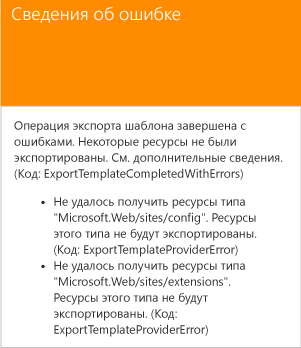 Сведения об ошибке
Операция экспорта шаблона завершена с
ошибками. Некоторые ресурсы не были
экспортированы. См. дополнительные сведения.
(Код: ExportTemplateCompletedWithErrors)
• Не удалось получить ресурсы типа
"Microsoft.Web/sites/config". Ресурсы
этого типа не будут экспортированы.
(Код: ExportTemplateProviderError)
• Не удалось получить ресурсы типа
"Microsoft.Web/sites/extensions".
Ресурсы этого типа не будут
экспортированы. (Код:
ExportTemplateProviderError)